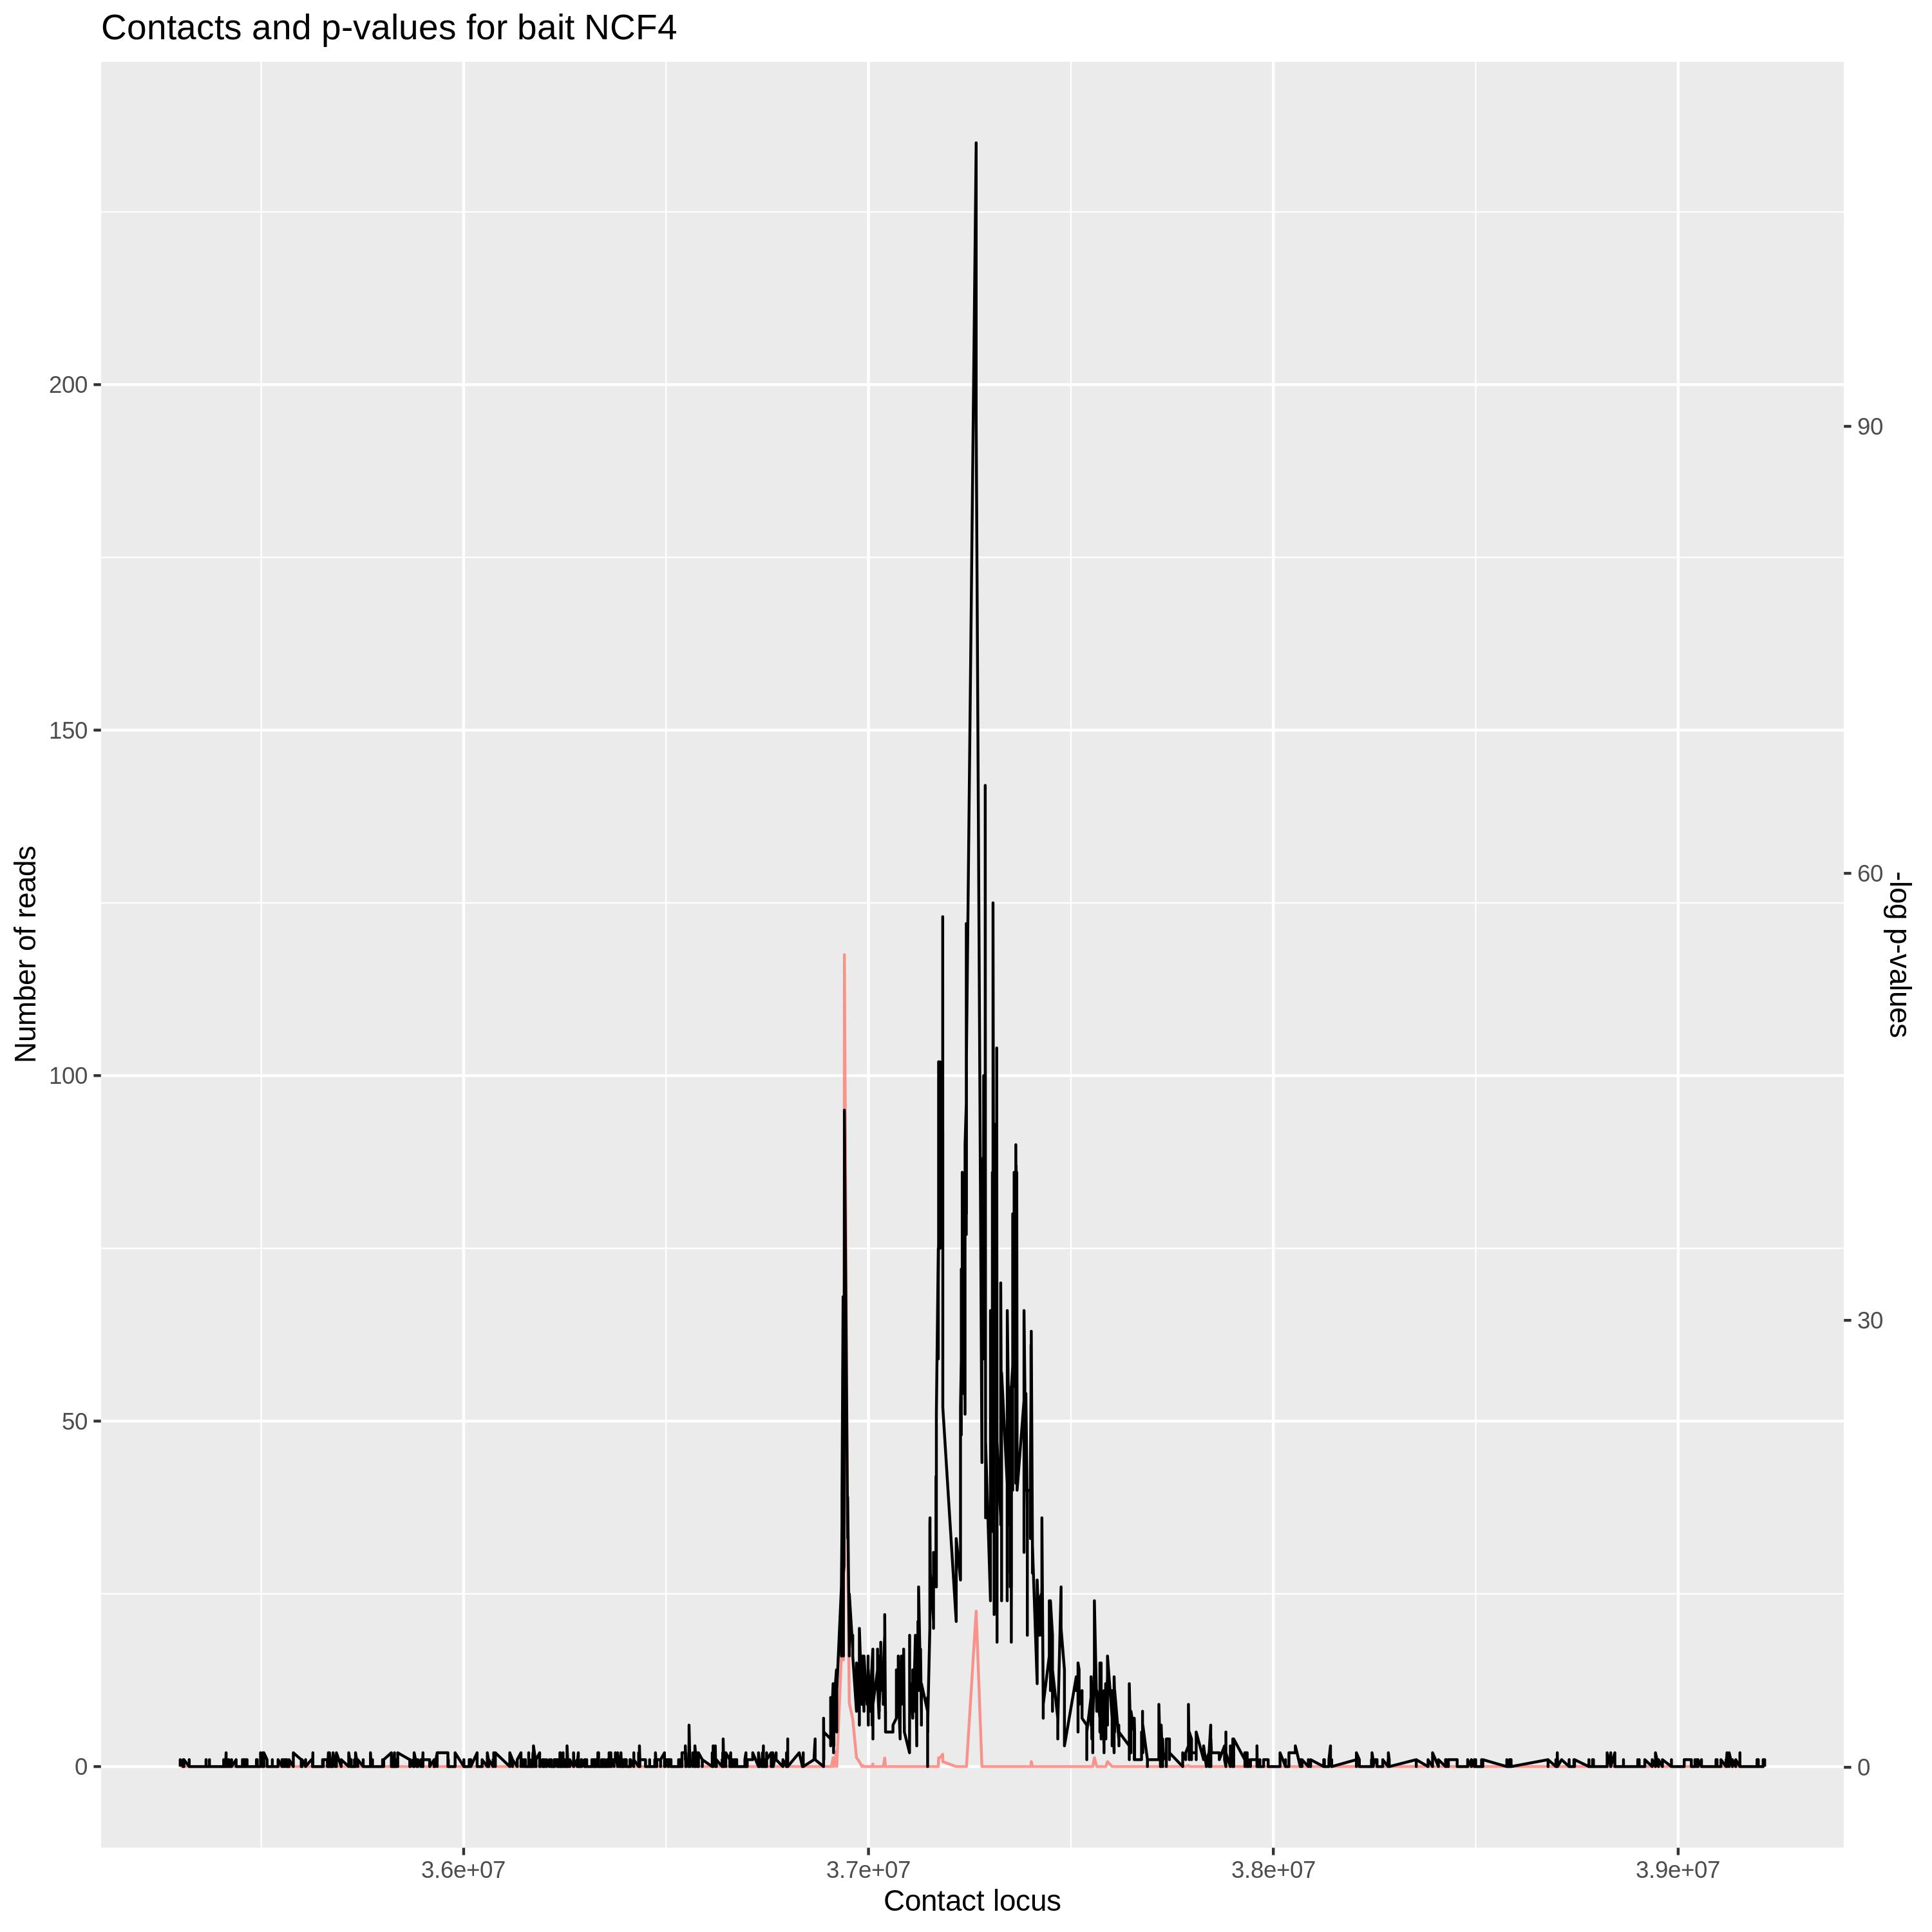 Contacts and p-values for bait NCF4
Number of reads
200
150
100
50
0
90
60
30
0
-log p-values
3.6e+07 3.7e+07 3.8e+07 3.9e+07
Contact locus